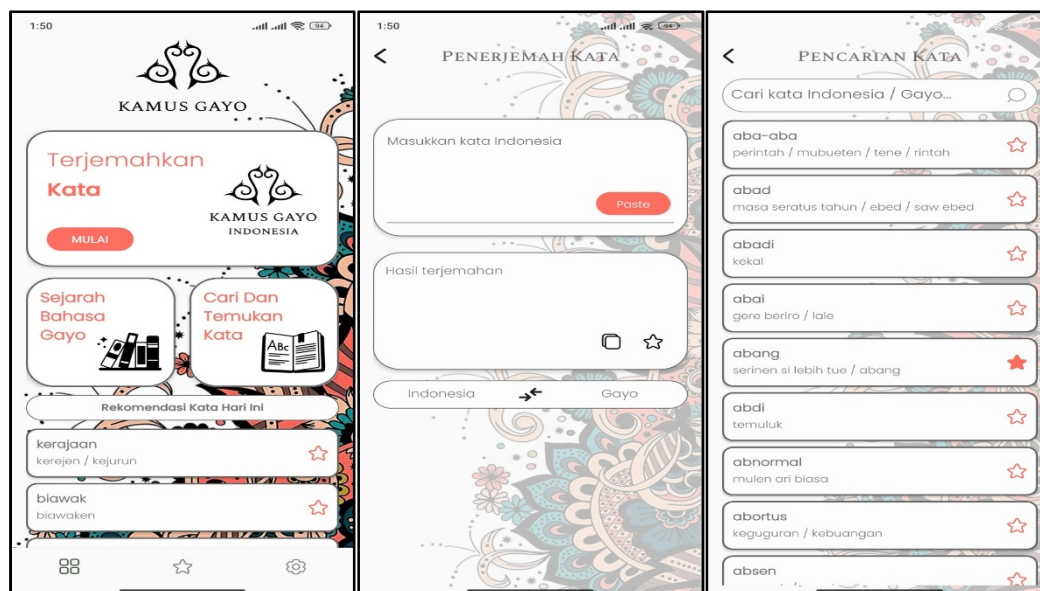 1:50
94
KAMUS GAYO
Terjemahkan
Kata
KAMUS GAYO
INDONESIA
MULAI
Sejarah
Bahasa
Gayo
Cari Dan
Temukan
Kata
ABC
Rekomendasi Kata Hari Ini
kerajaan
kerejen / kejurun
biawak
biawaken
1:50
94
PENERJEMAH KATA
Masukkan kata Indonesia
Paste
Hasil terjemahan
Indonesia
Gayo
PENCARIAN KATA
Cari kata Indonesia / Gayo...
aba-aba
perintah / mubueten / tene / rintah
abad
masa seratus tahun / ebed / saw ebed
abadi
kekal
abai
gere beriro / lale
abang
serinen si lebih tue / abang
abdi
temuluk
abnormal
mulen ari biasa
abortus
keguguran / kebuangan
absen